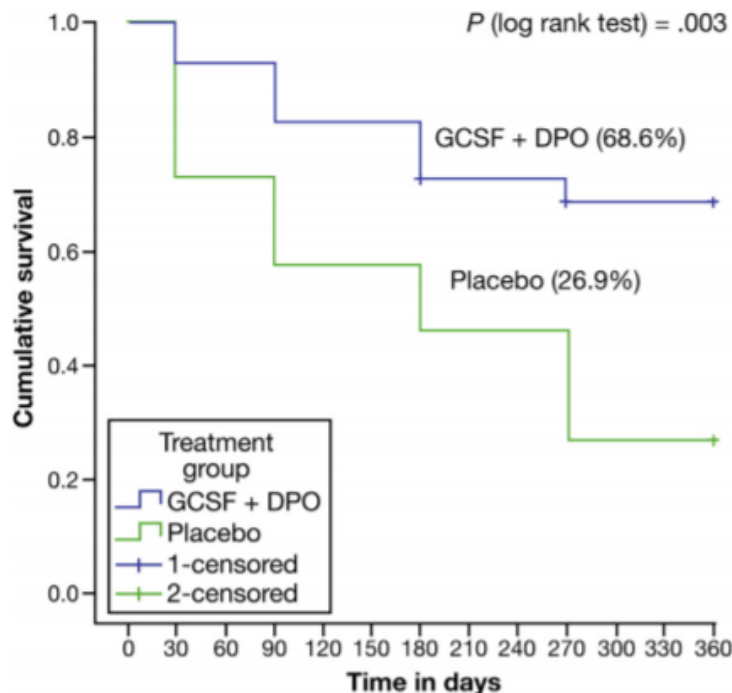 P (log rank test) = .003
1.0
0.8
0.6
0.4
0.2
0.0
Cumulative survival
GCSF + DPO (68.6%)
Placebo (26.9%)
Treatment
group
GCSF + DPO
Placebo
1-censored
2-censored
0 30 60 90 120 150 180 210 240 270 300 330 360
Time in days